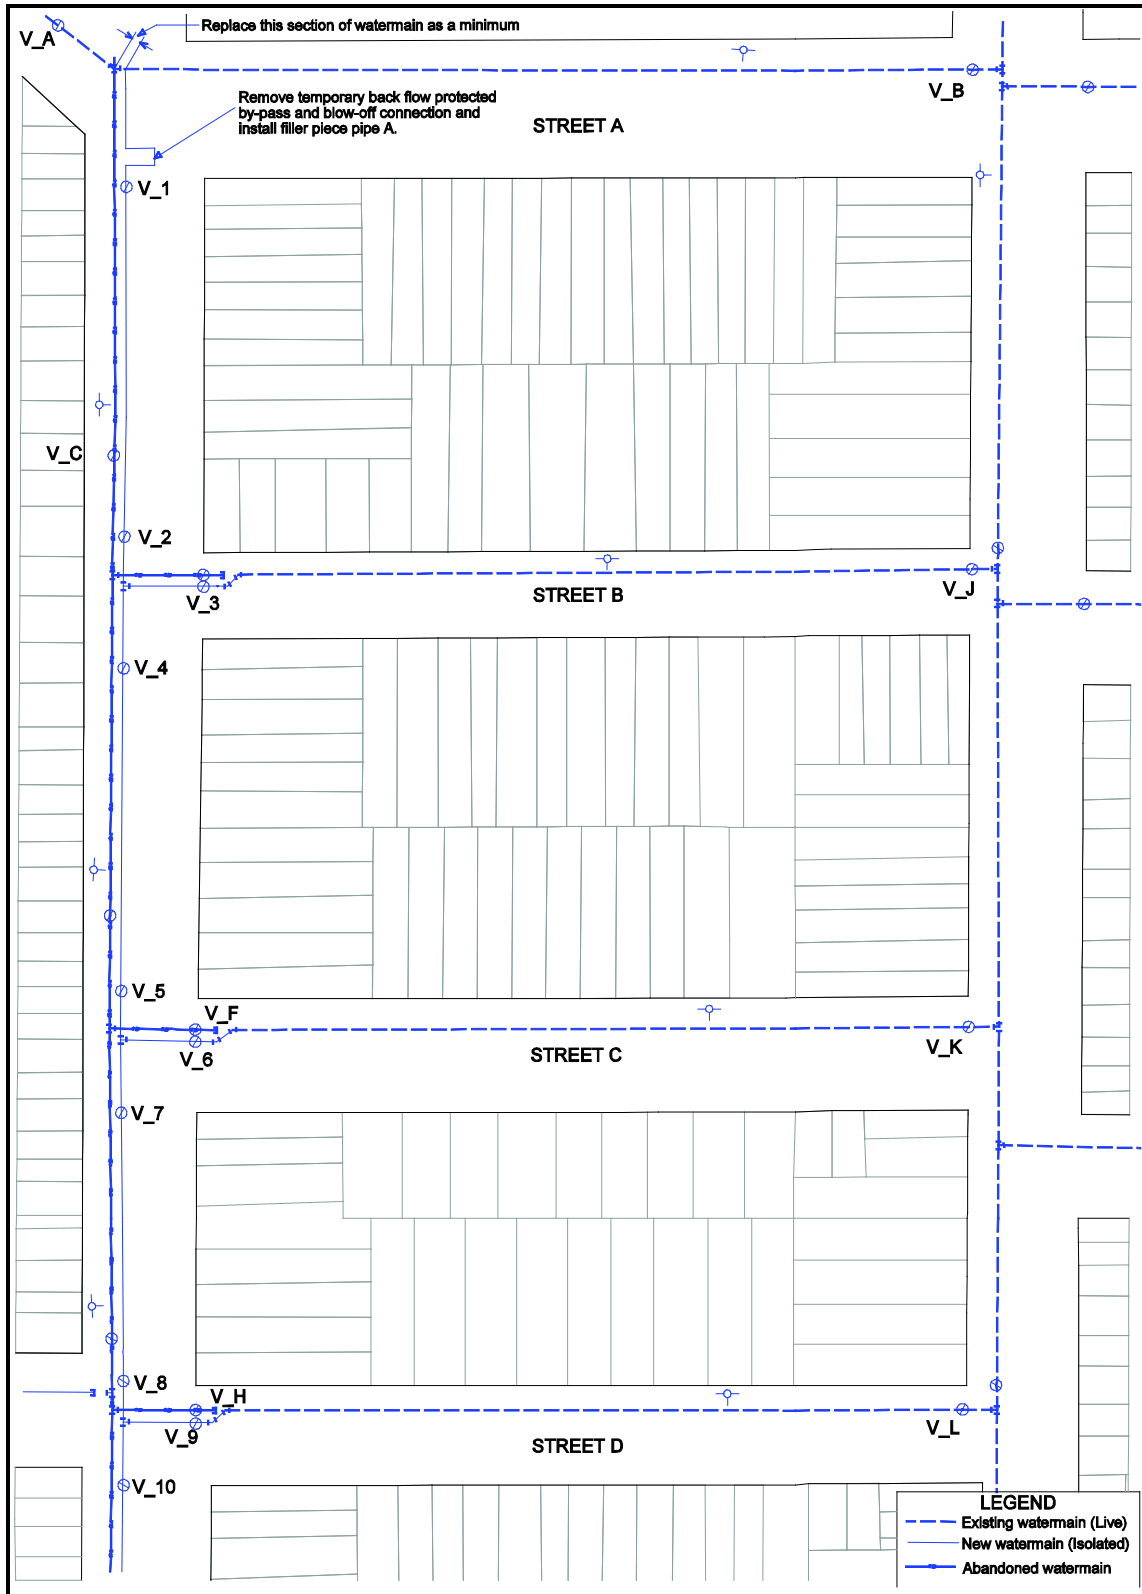 Replace this section of watermain as a minimum
V_A
V_B
Remove temporary back flow protected
by-pass and blow-off connection and
install filler piece pipe A.
STREET A
V_1
V_C
V_2
V_3
STREET B
V_J
V_4
V_5
V_F
V_6
STREET C
V_K
V_7
V_8
V_H
V_9
STREET D
V_L
V_10
LEGEND
Existing watermain (Live)
New watermain (Isolated)
Abandoned watermain